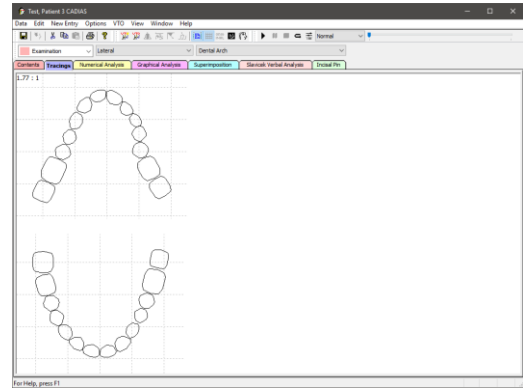 Test, Patient 3 CADIAS
Data Edit New Entry Options VTO View Window Help
Normal
Examination Lateral Dental Arch
Contents Tracings Numerical Analysis Graphical Analysis Superimposition Slavicek Verbal Analysis Incisal Pin
1.77 : 1
For Help, press F1